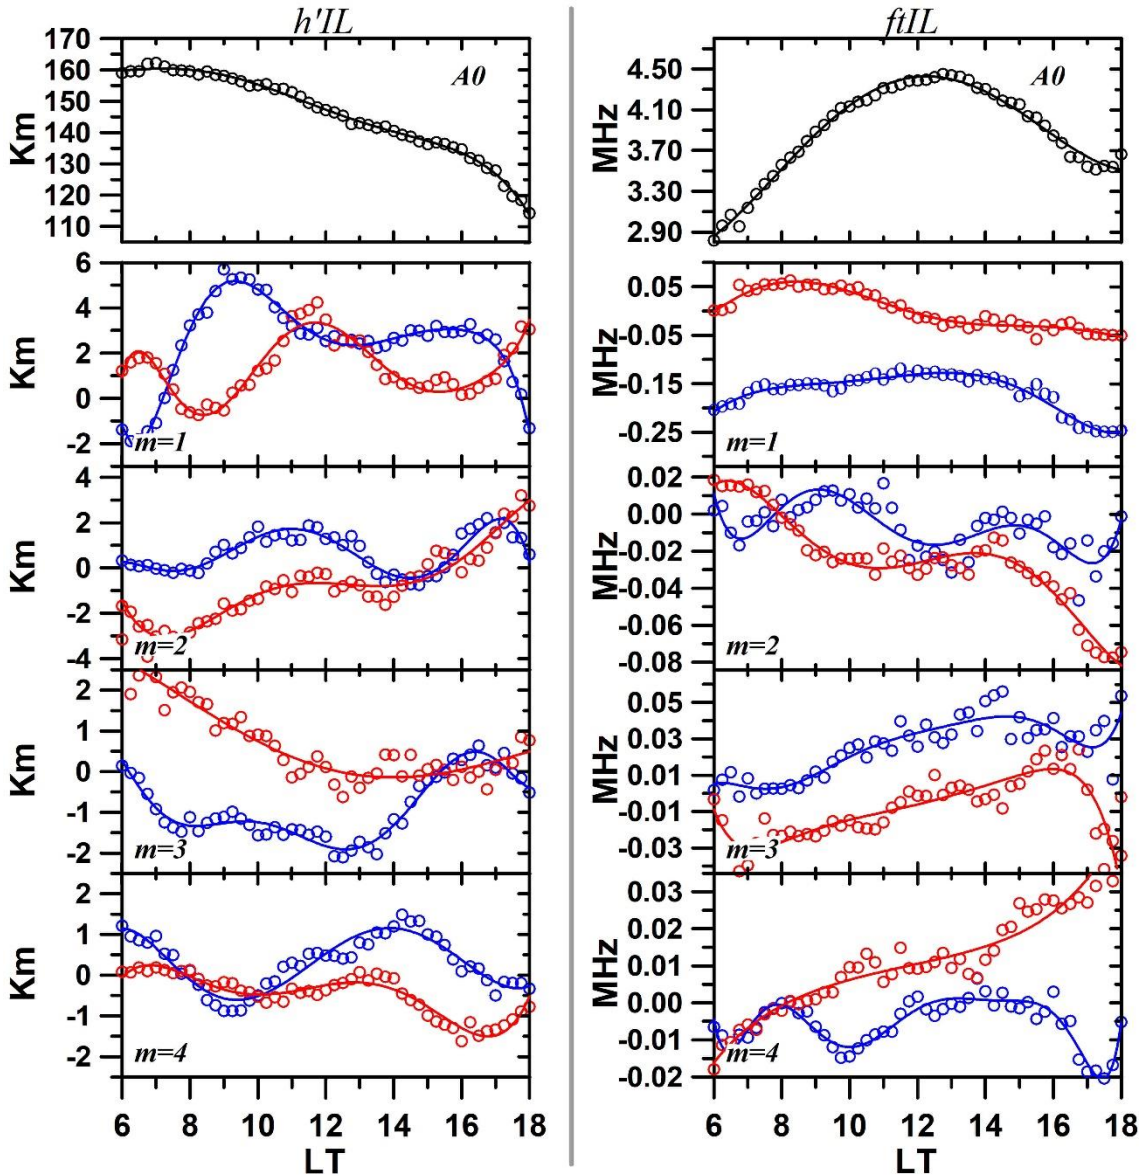 h'IL
170
160
150
140
130
120
110
Km
A0
6
4
2
0
-2
Km
m=1
4
2
0
-2
-4
Km
m=2
2
1
0
-1
-2
Km
m=3
2
1
0
-1
-2
Km
m=4
6 8 10 12 14 16 18
LT
ftIL
4.50
4.10
3.70
3.30
2.90
MHz
A0
0.05
-0.05
-0.15
-0.25
MHz
m=1
0.02
0.00
-0.02
-0.04
-0.06
-0.08
MHz
m=2
0.05
0.03
0.01
-0.01
-0.03
MHz
m=3
0.03
0.02
0.01
0.00
-0.01
-0.02
MHz
m=4
6 8 10 12 14 16 18
LT